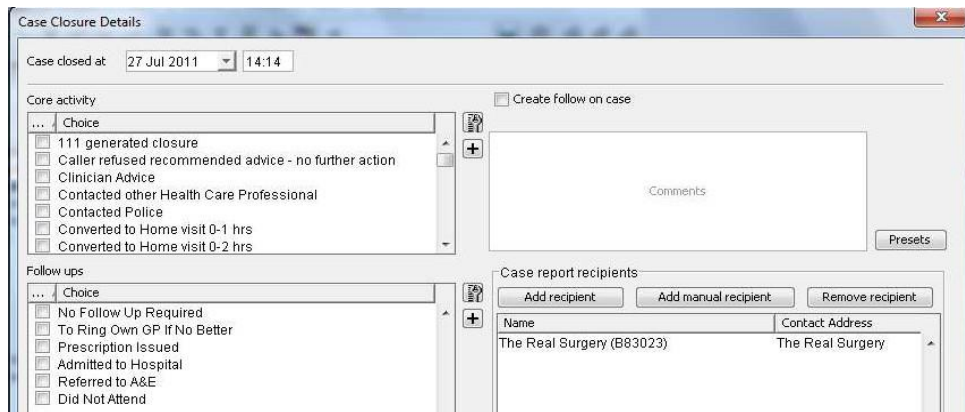 Case Closure Details
Case closed at 27 Jul 2011 14:14
Core activity
... Choice
111 generated closure
Caller refused recommended advice - no further action
Clinician Advice
Contacted other Health Care Professional
Contacted Police
Converted to Home visit 0-1 hrs
Converted to Home visit 0-2 hrs
Create follow on case
Comments
Presets
Follow ups
... Choice
No Follow Up Required
To Ring Own GP If No Better
Prescription Issued
Admitted to Hospital
Referred to A&E
Did Not Attend
Case report recipients
Add recipient Add manual recipient Remove recipient
Name Contact Address
The Real Surgery (B83023) The Real Surgery